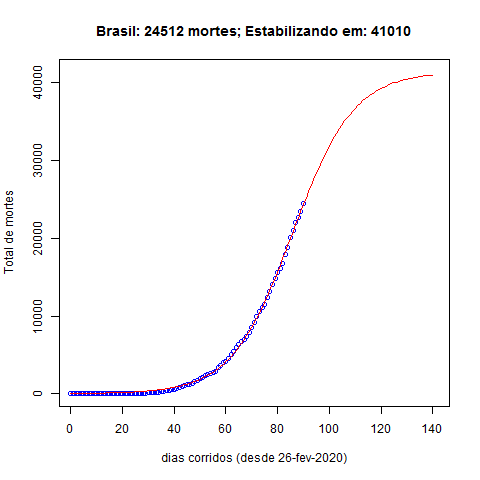 Brasil: 24512 mortes; Estabilizando em: 41010
Total de mortes
40000
30000
20000
10000
0
0 20 40 60 80 100 120 140
dias corridos (desde 26-fev-2020)